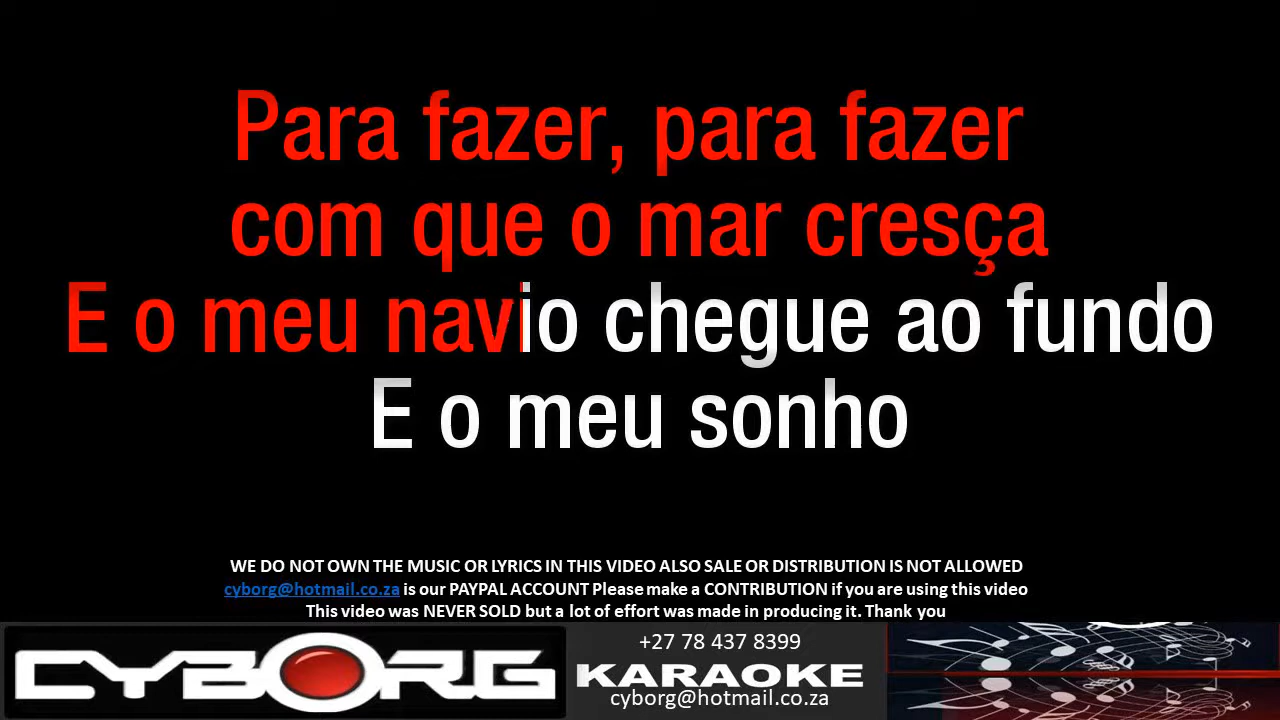 Para fazer, para fazer
com que o mar cresça
E o meu navio chegue ao fundo
E o meu sonho
WE DO NOT OWN THE MUSIC OR LYRICS IN THIS VIDEO ALSO SALE OR DISTRIBUTION IS NOT ALLOWED
cyborg@hotmail.co.za is our PAYPAL ACCOUNT Please make a CONTRIBUTION if you are using this video
This video was NEVER SOLD but a lot of effort was made in producing it. Thank you
CYBORG
+27 78 437 8399
KARAOKE
cyborg@hotmail.co.za